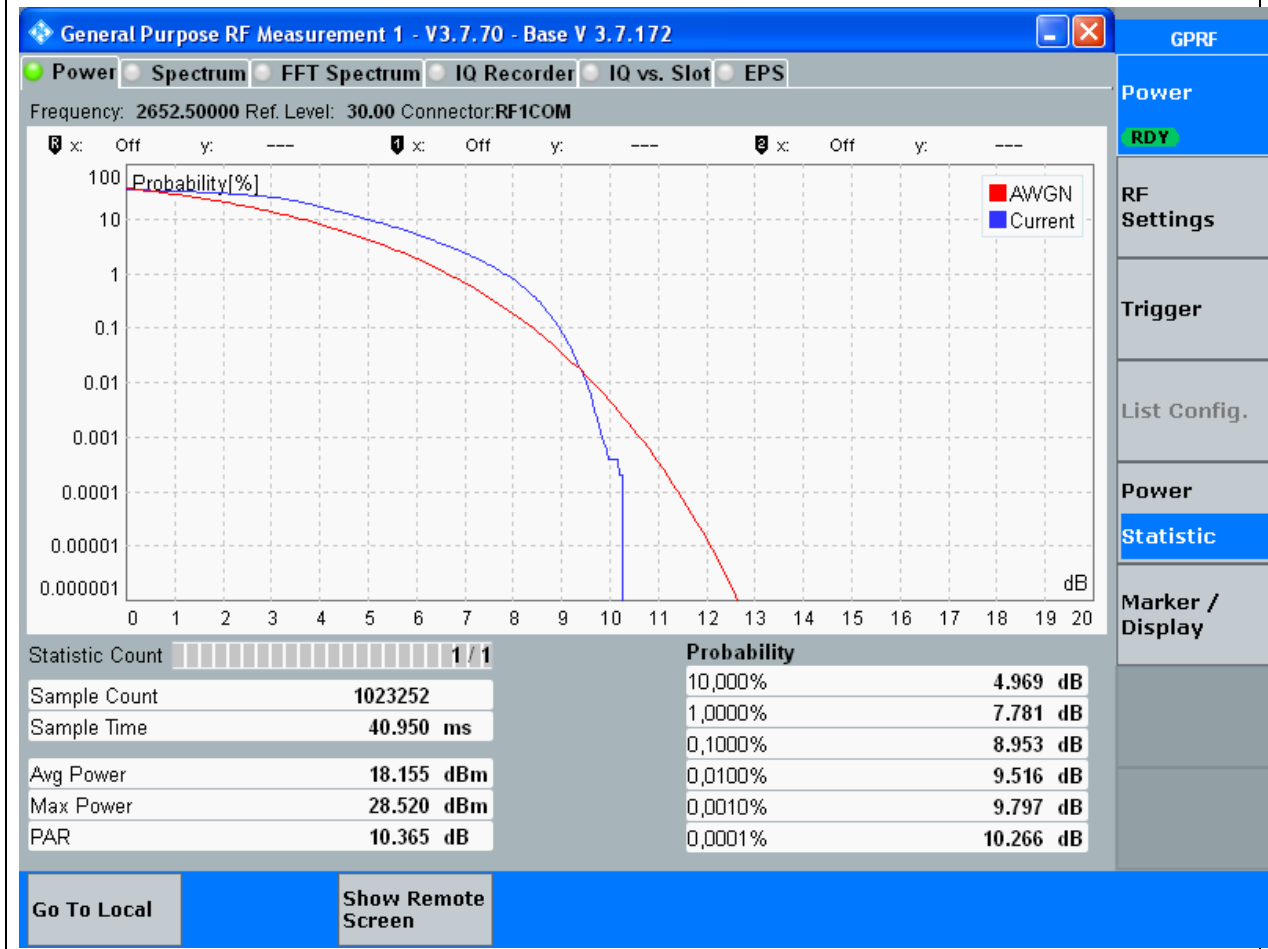 General Purpose RF Measurement 1 - V3.7.70 - Base V 3.7.172
GPRF
Power Spectrum FFT Spectrum IQ Recorder IQ vs. Slot EPS
Frequency: 2652.50000 Ref. Level: 30.00 Connector:RF1COM
R x: Off y: --- 1 x: Off y: --- 2 x: Off y: ---
Probability[%]
100
10
1
0.1
0.01
0.001
0.0001
0.00001
0.000001
AWGN
Current
dB
0 1 2 3 4 5 6 7 8 9 10 11 12 13 14 15 16 17 18 19 20
Statistic Count 1 / 1
Sample Count 1023252
Sample Time 40.950 ms
Avg Power 18.155 dBm
Max Power 28.520 dBm
PAR 10.365 dB
Probability
10,000% 4.969 dB
1,0000% 7.781 dB
0,1000% 8.953 dB
0,0100% 9.516 dB
0,0010% 9.797 dB
0,0001% 10.266 dB
Power
RDY
RF
Settings
Trigger
List Config.
Power
Statistic
Marker /
Display
Go To Local
Show Remote
Screen